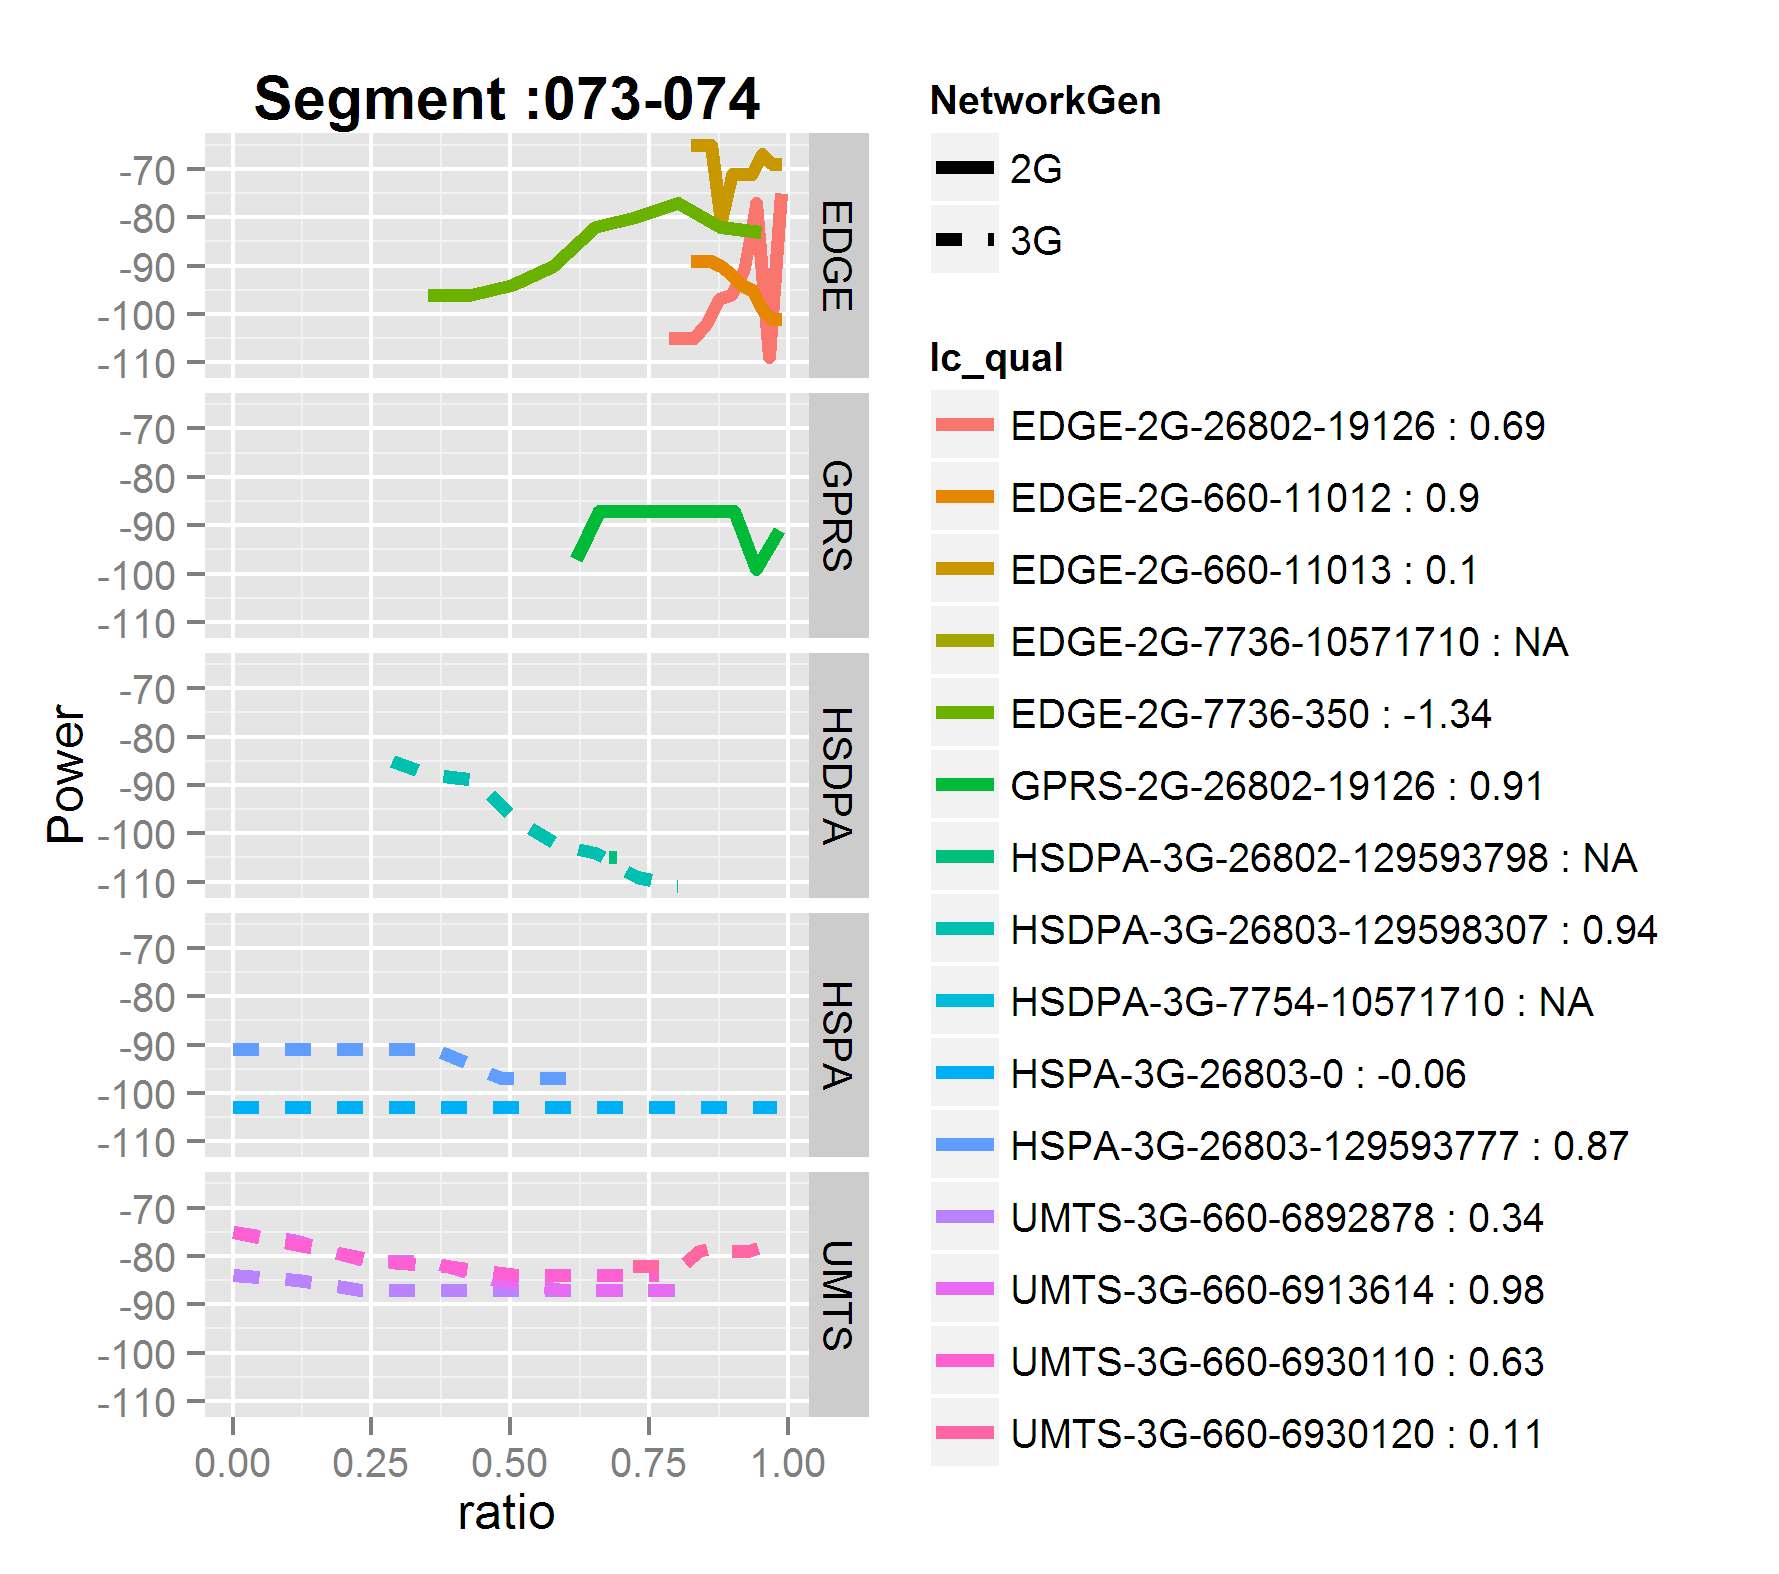 Segment :073-074
-70
-80
-90
-100
-110
EDGE
-70
-80
-90
-100
-110
GPRS
-70
-80
-90
-100
-110
HSDPA
-70
-80
-90
-100
-110
HSPA
-70
-80
-90
-100
-110
UMTS
Power
0.00 0.25 0.50 0.75 1.00
ratio
NetworkGen
2G
3G
lc_qual
EDGE-2G-26802-19126 : 0.69
EDGE-2G-660-11012 : 0.9
EDGE-2G-660-11013 : 0.1
EDGE-2G-7736-10571710 : NA
EDGE-2G-7736-350 : -1.34
GPRS-2G-26802-19126 : 0.91
HSDPA-3G-26802-129593798 : NA
HSDPA-3G-26803-129598307 : 0.94
HSDPA-3G-7754-10571710 : NA
HSPA-3G-26803-0 : -0.06
HSPA-3G-26803-129593777 : 0.87
UMTS-3G-660-6892878 : 0.34
UMTS-3G-660-6913614 : 0.98
UMTS-3G-660-6930110 : 0.63
UMTS-3G-660-6930120 : 0.11